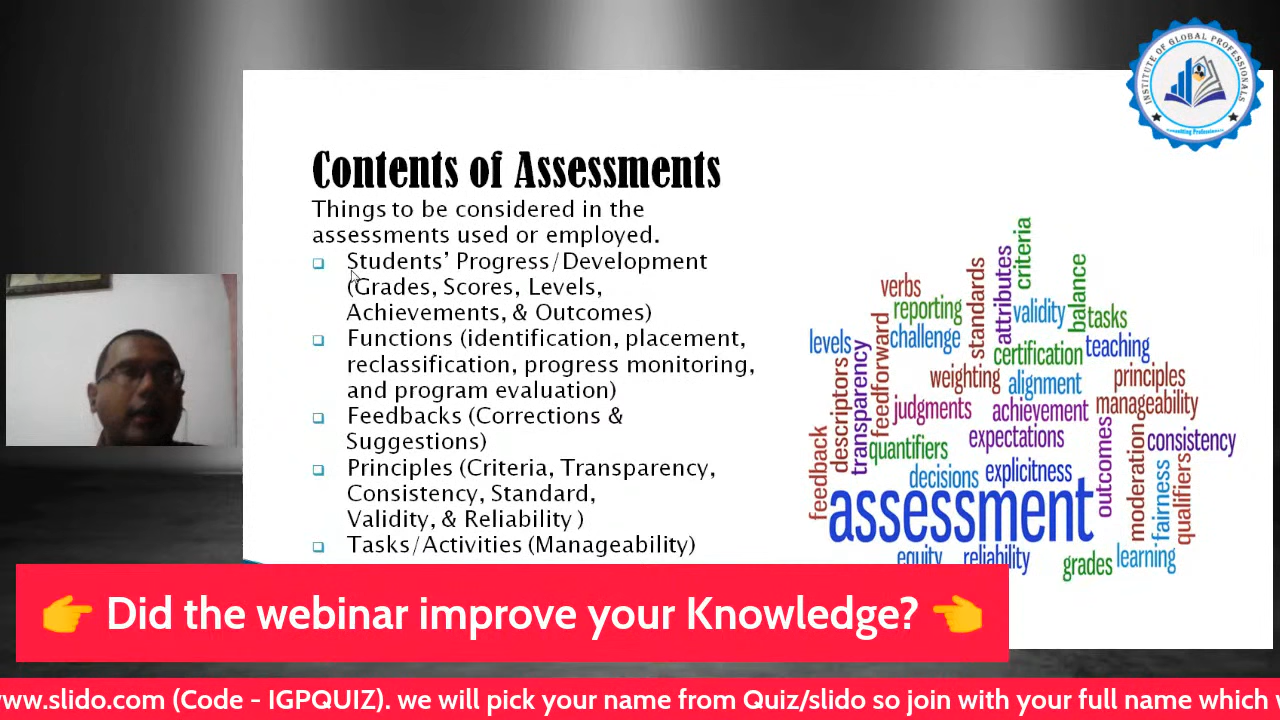 INSTITUTE OF GLOBAL PROFESSIONALS
Consulting Professionals
Contents of Assessments
Things to be considered in the
assessments used or employed.
Students’ Progress/Development
(Grades, Scores, Levels,
Achievements, & Outcomes)
Functions (identification, placement,
reclassification, progress monitoring,
and program evaluation)
Feedbacks (Corrections &
Suggestions)
Principles (Criteria, Transparency,
Consistency, Standard,
Validity, & Reliability )
Tasks/Activities (Manageability)
criteria
verbs
standards
attributes
balance
reporting
validity
tasks
levels
challenge
feedforward
certification
teaching
descriptors
transparency
weighting
alignment
principles
judgments
achievement
manageability
feedback
quantifiers
expectations
outcomes
moderation
consistency
decisions
explicitness
fairness
qualifiers
assessment
equity
reliability
grades
learning
👉 Did the webinar improve your Knowledge? 👈
www.slido.com (Code - IGPQUIZ). we will pick your name from Quiz/slido so join with your full name which